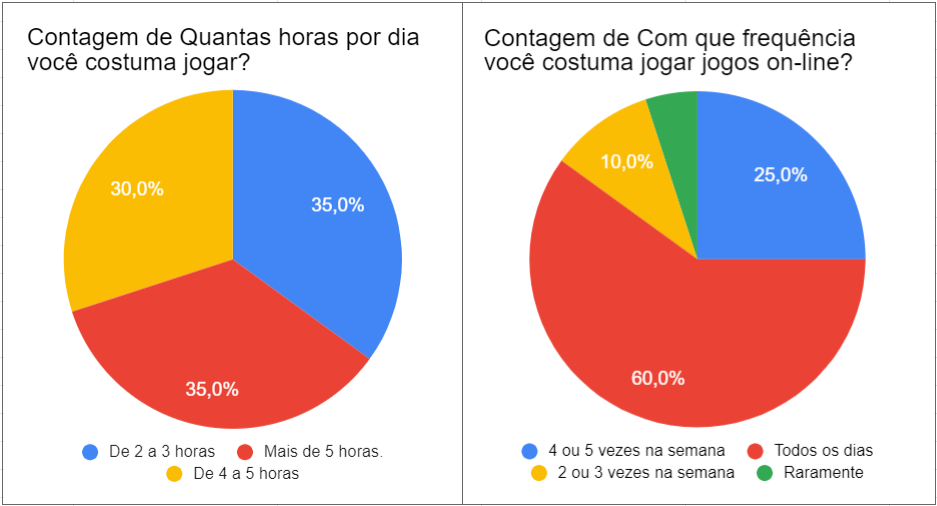 Contagem de Quantas horas por dia
você costuma jogar?
30,0%
35,0%
35,0%
De 2 a 3 horas
Mais de 5 horas.
De 4 a 5 horas
Contagem de Com que frequência
você costuma jogar jogos on-line?
10,0%
25,0%
60,0%
4 ou 5 vezes na semana
Todos os dias
2 ou 3 vezes na semana
Raramente